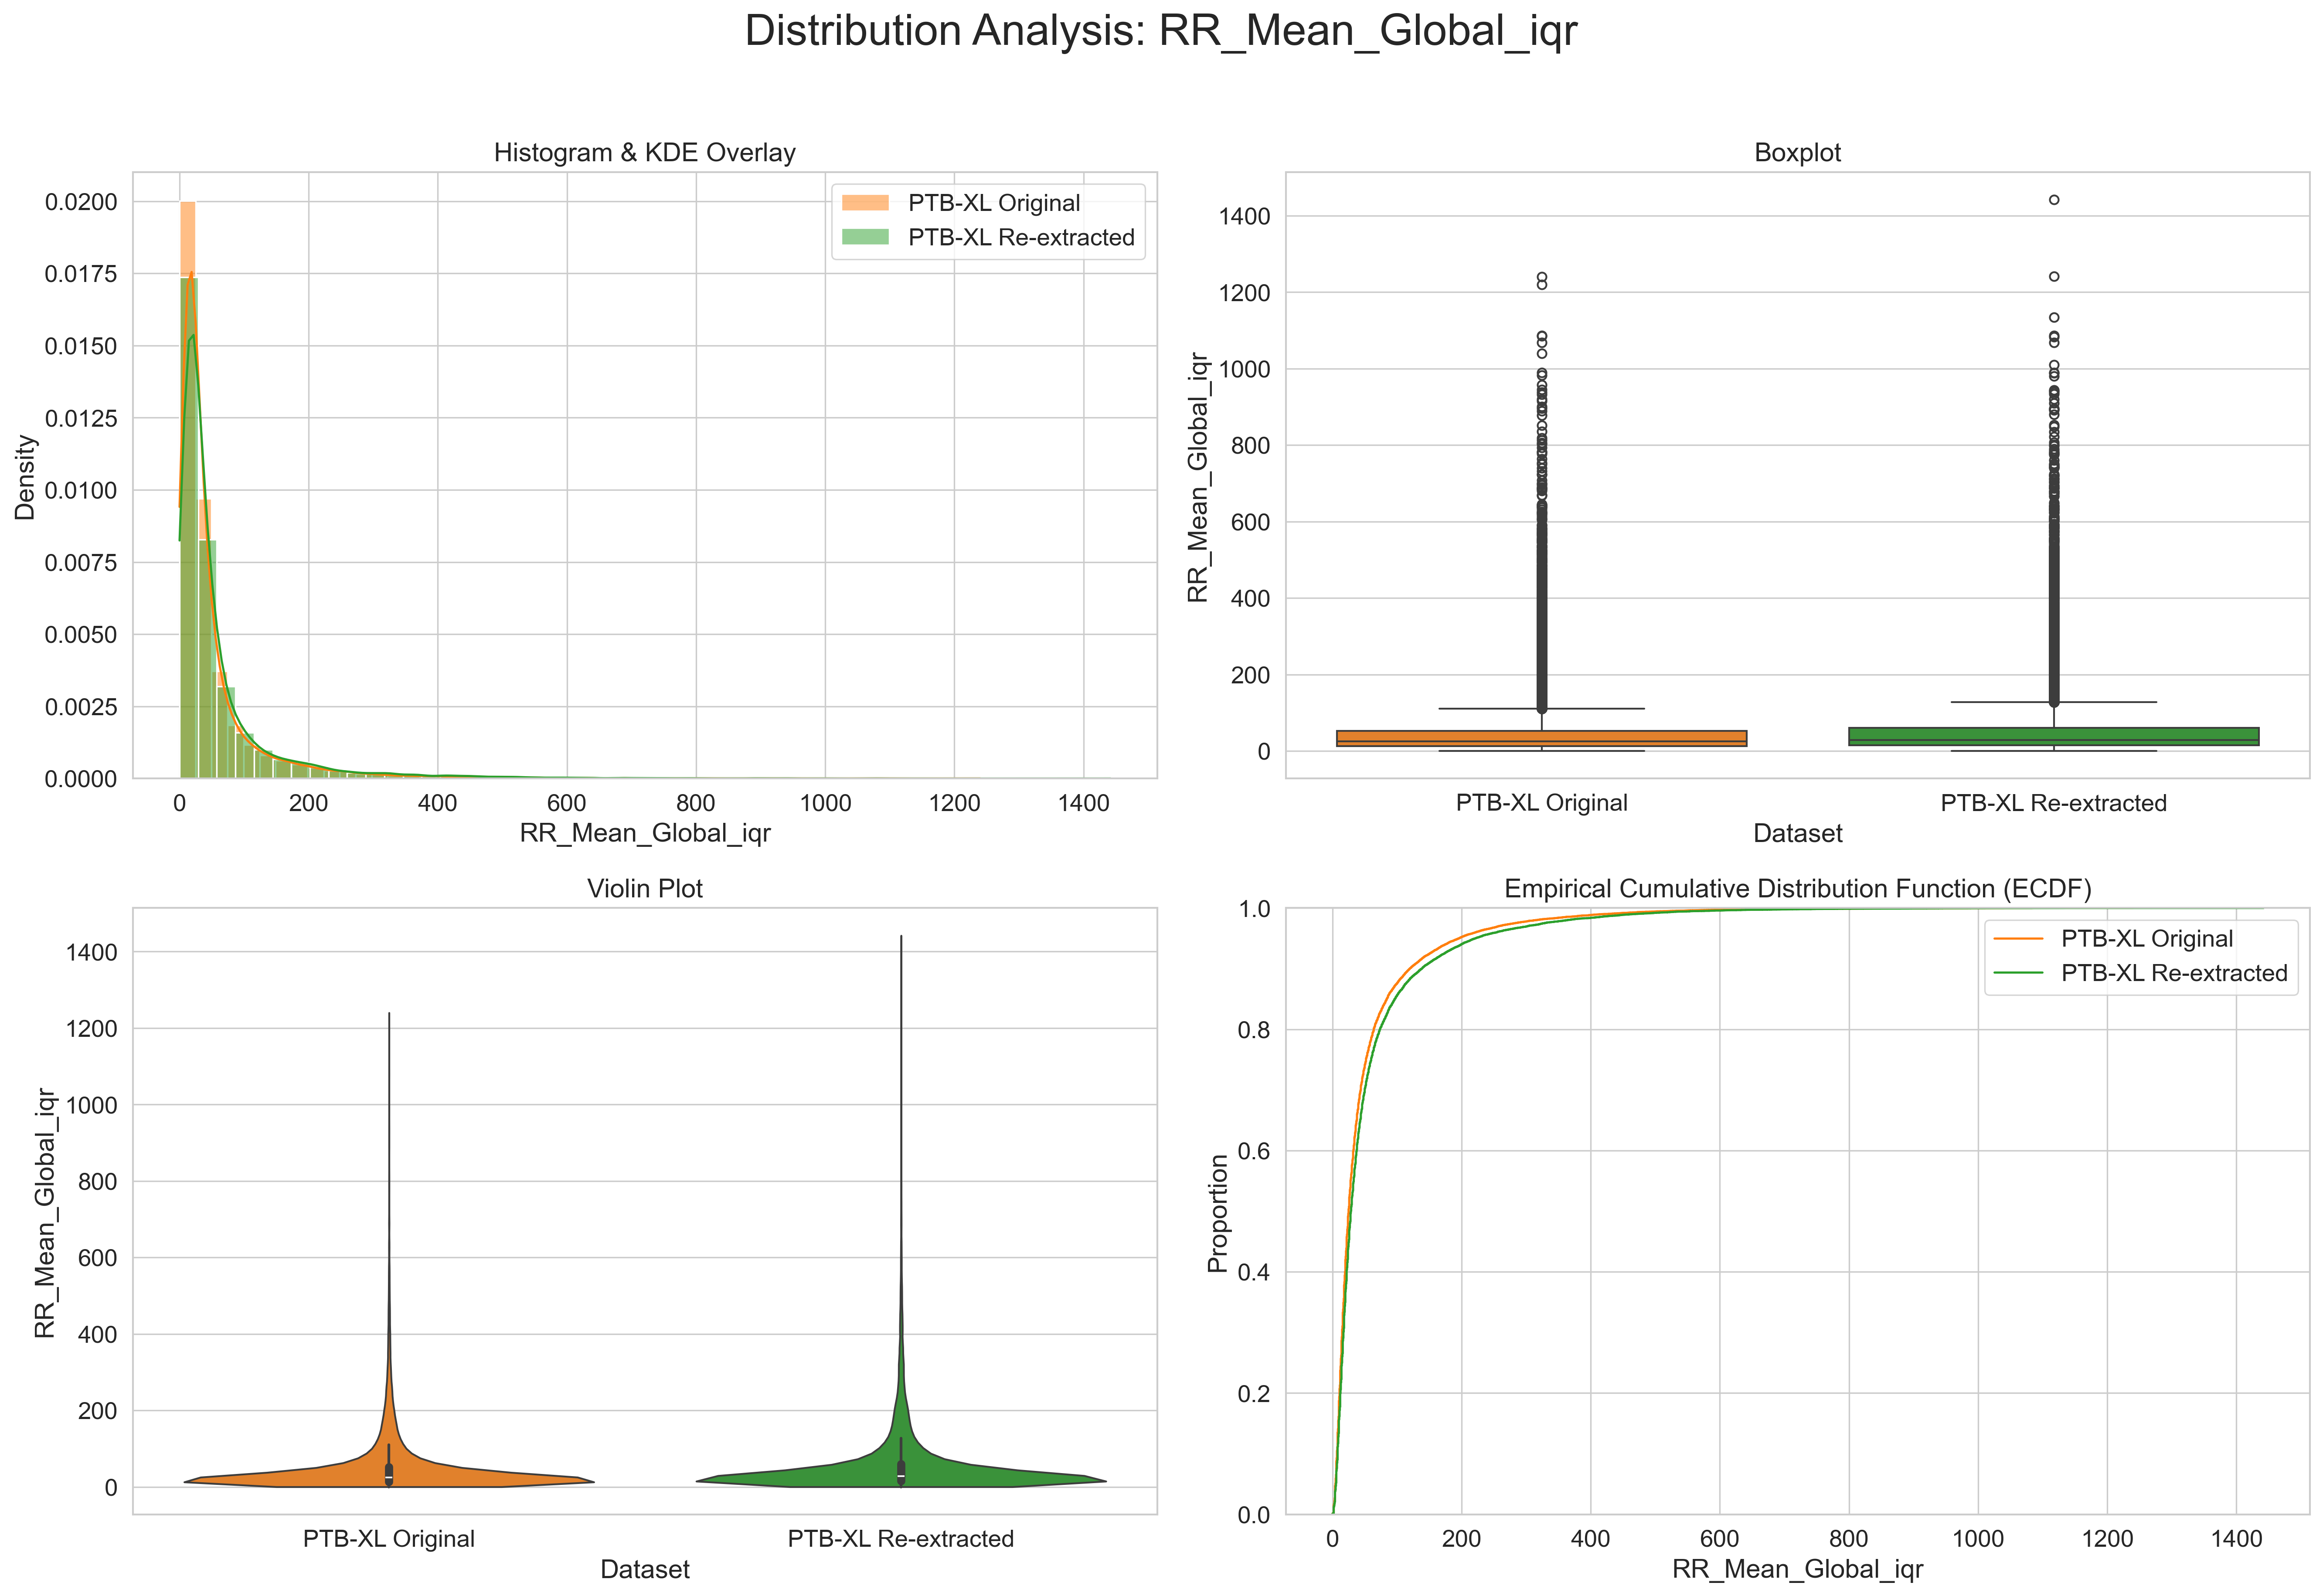 Distribution Analysis: RR_Mean_Global_iqr
Histogram & KDE Overlay
0.0200
0.0175
0.0150
0.0125
0.0100
0.0075
0.0050
0.0025
0.0000
Density
PTB-XL Original
PTB-XL Re-extracted
0 200 400 600 800 1000 1200 1400
RR_Mean_Global_iqr
Boxplot
1400
1200
1000
800
600
400
200
0
RR_Mean_Global_iqr
PTB-XL Original PTB-XL Re-extracted
Dataset
Violin Plot
1400
1200
1000
800
600
400
200
0
RR_Mean_Global_iqr
PTB-XL Original PTB-XL Re-extracted
Dataset
Empirical Cumulative Distribution Function (ECDF)
1.0
0.8
0.6
0.4
0.2
0.0
Proportion
PTB-XL Original
PTB-XL Re-extracted
0 200 400 600 800 1000 1200 1400
RR_Mean_Global_iqr